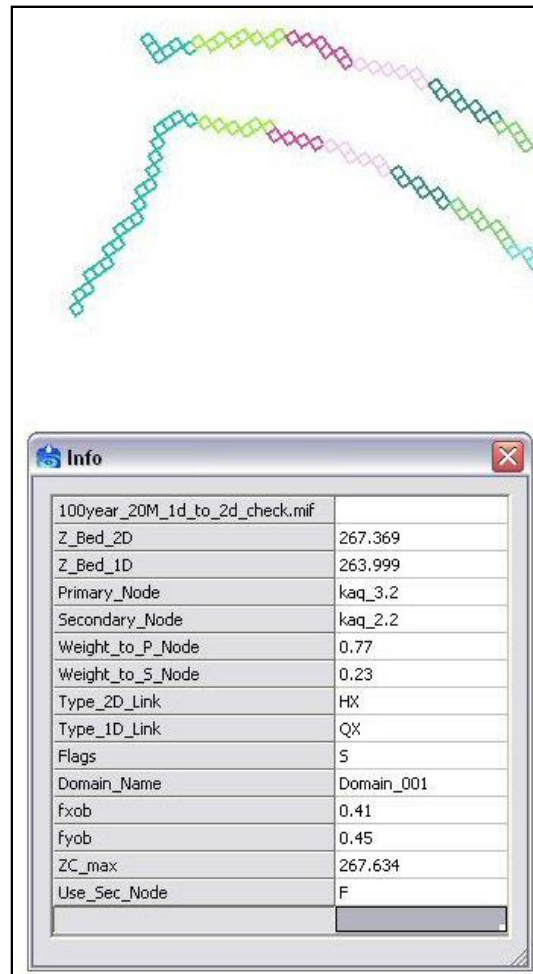 Info
100year_20M_1d_to_2d_check.mif
Z_Bed_2D 267.369
Z_Bed_1D 263.999
Primary_Node kaq_3.2
Secondary_Node kaq_2.2
Weight_to_P_Node 0.77
Weight_to_S_Node 0.23
Type_2D_Link HX
Type_1D_Link QX
Flags S
Domain_Name Domain_001
fxob 0.41
fyob 0.45
ZC_max 267.634
Use_Sec_Node F